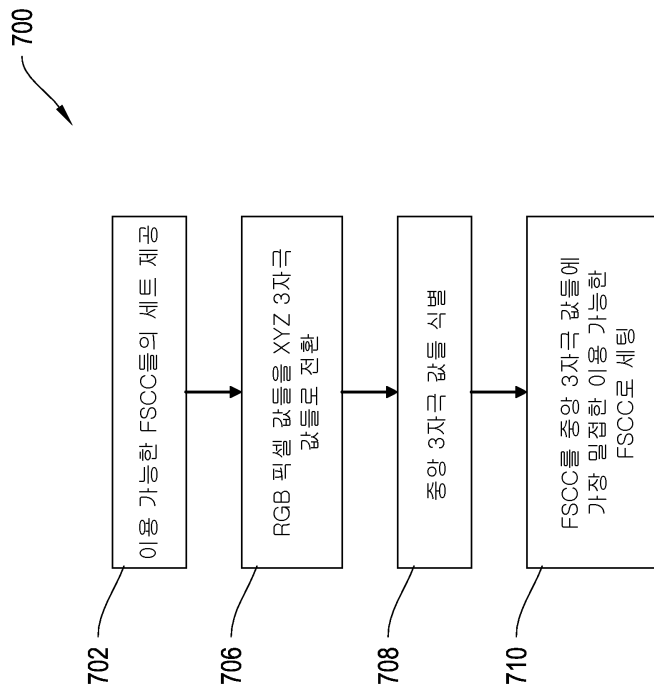 700
702
이용 가능한 FSCC들의 세트 제공
706
RGB 픽셀 값들을 XYZ 3자극
값들로 전환
708
중앙 3자극 값들 식별
710
FSCC를 중앙 3자극 값들에
가장 밀접한 이용 가능한
FSCC로 세팅